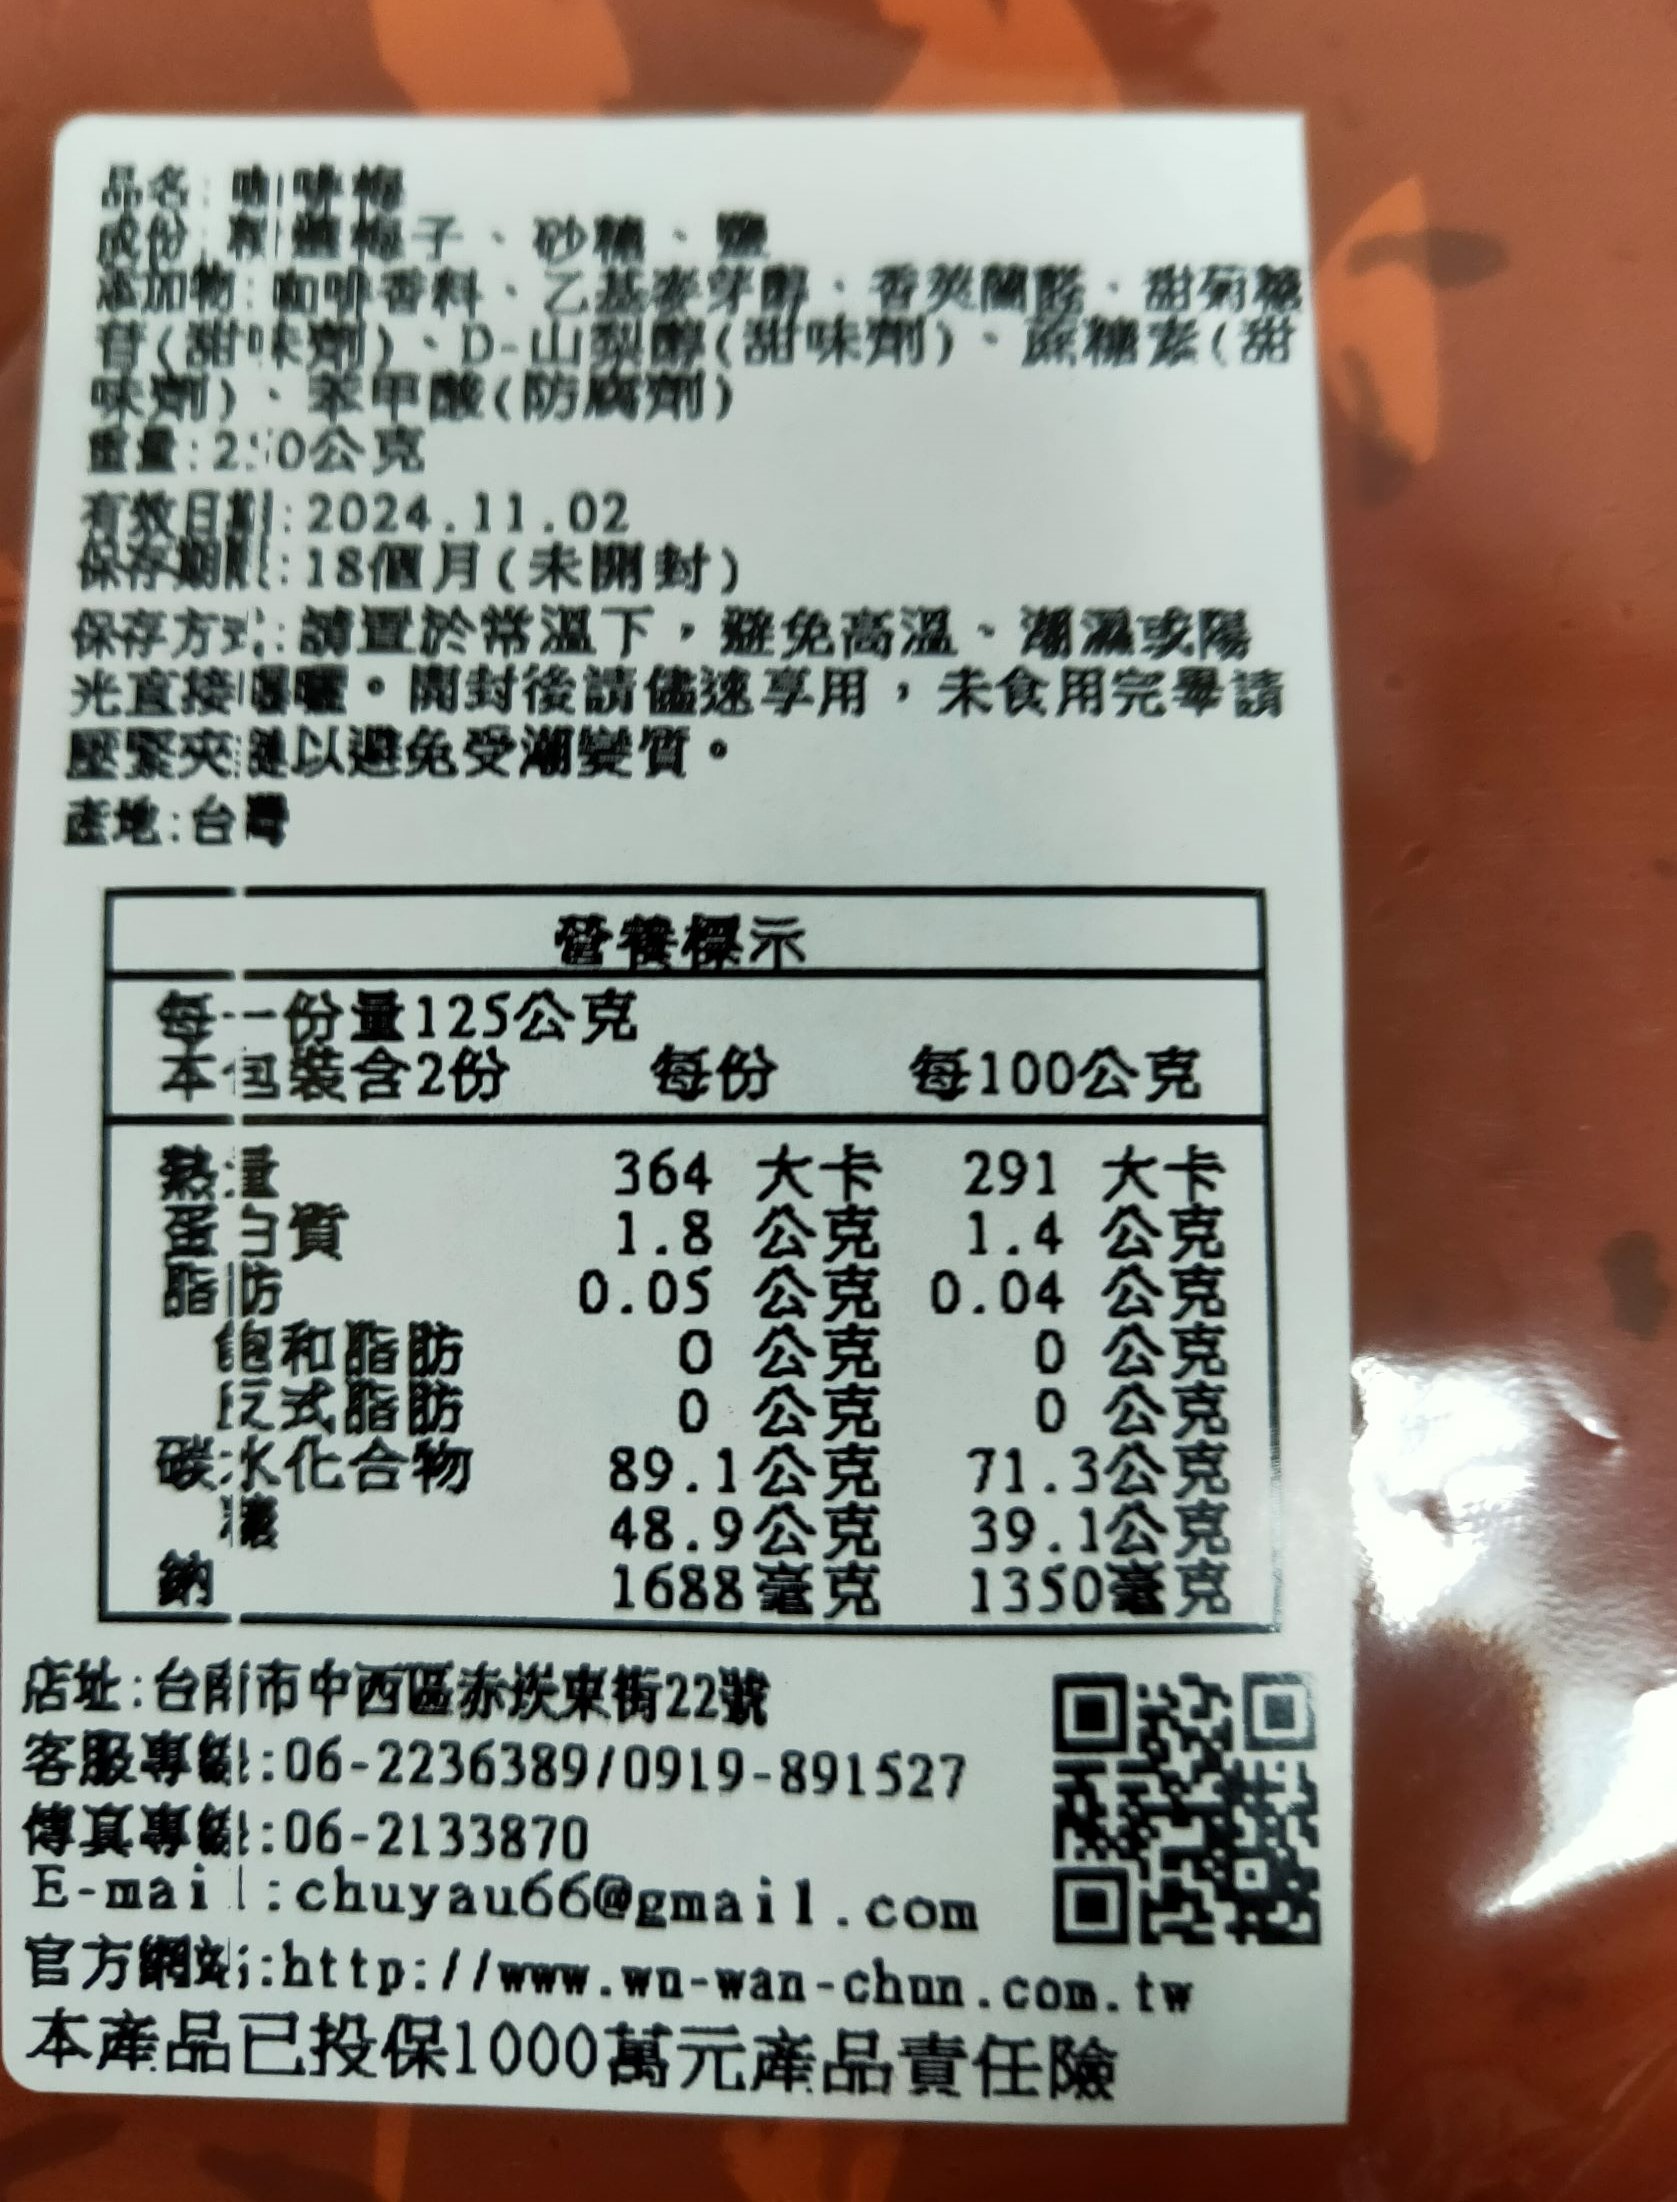 品名:咖啡梅
成份:梅子、砂糖、鹽
添加物:咖啡香料、乙基麥芽醇、香莢蘭醛、甜菊糖
苷(甜味劑)、D-山梨醇(甜味劑)、蔗糖素(甜
味劑)、苯甲酸(防腐劑)
重量:250公克
有效日期:2024.11.02
保存期限:18個月(未開封)
保存方式:請置於常溫下，避免高溫、潮濕或陽
光直接曝曬。開封後請儘速享用，未食用完畢請
壓緊夾鏈以避免受潮變質。
產地:台灣
營養標示
每一份量125公克
本包裝含2份 每份 每100公克
熱量 364 大卡 291 大卡
蛋白質 1.8 公克 1.4 公克
脂肪 0.05 公克 0.04 公克
飽和脂肪 0 公克 0 公克
反式脂肪 0 公克 0 公克
碳水化合物 89.1公克 71.3公克
糖 48.9公克 39.1公克
鈉 1688毫克 1350毫克
店址:台南市中西區赤崁東街22號
客服專線:06-2236389/0919-891527
傳真專線:06-2133870
E-mail:chuyau66@gmail.com
官方網站:http://www.wu-wan-chun.com.tw
本產品已投保1000萬元產品責任險